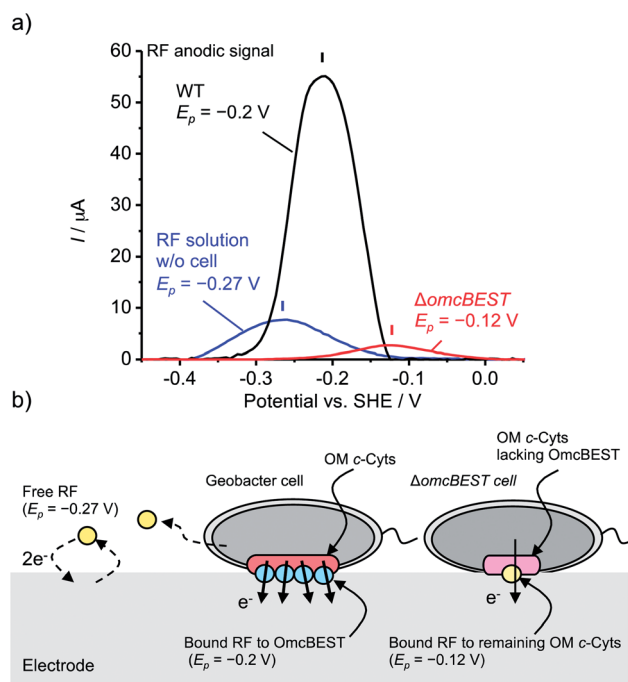 a)
RF anodic signal
WT
Eₚ = −0.2 V
RF solution
w/o cell
Eₚ = −0.27 V
ΔomcBEST
Eₚ = −0.12 V
I / μA
60
50
40
30
20
10
0
-0.4
-0.3
-0.2
-0.1
0.0
Potential vs. SHE / V
b)
Free RF
(Eₚ = −0.27 V)
2e-
Geobacter cell
OM c-Cyts
ΔomcBEST cell
OM c-Cyts
lacking OmcBEST
e-
e-
Bound RF to OmcBEST
(Eₚ = −0.2 V)
Bound RF to remaining OM c-Cyts
(Eₚ = −0.12 V)
Electrode